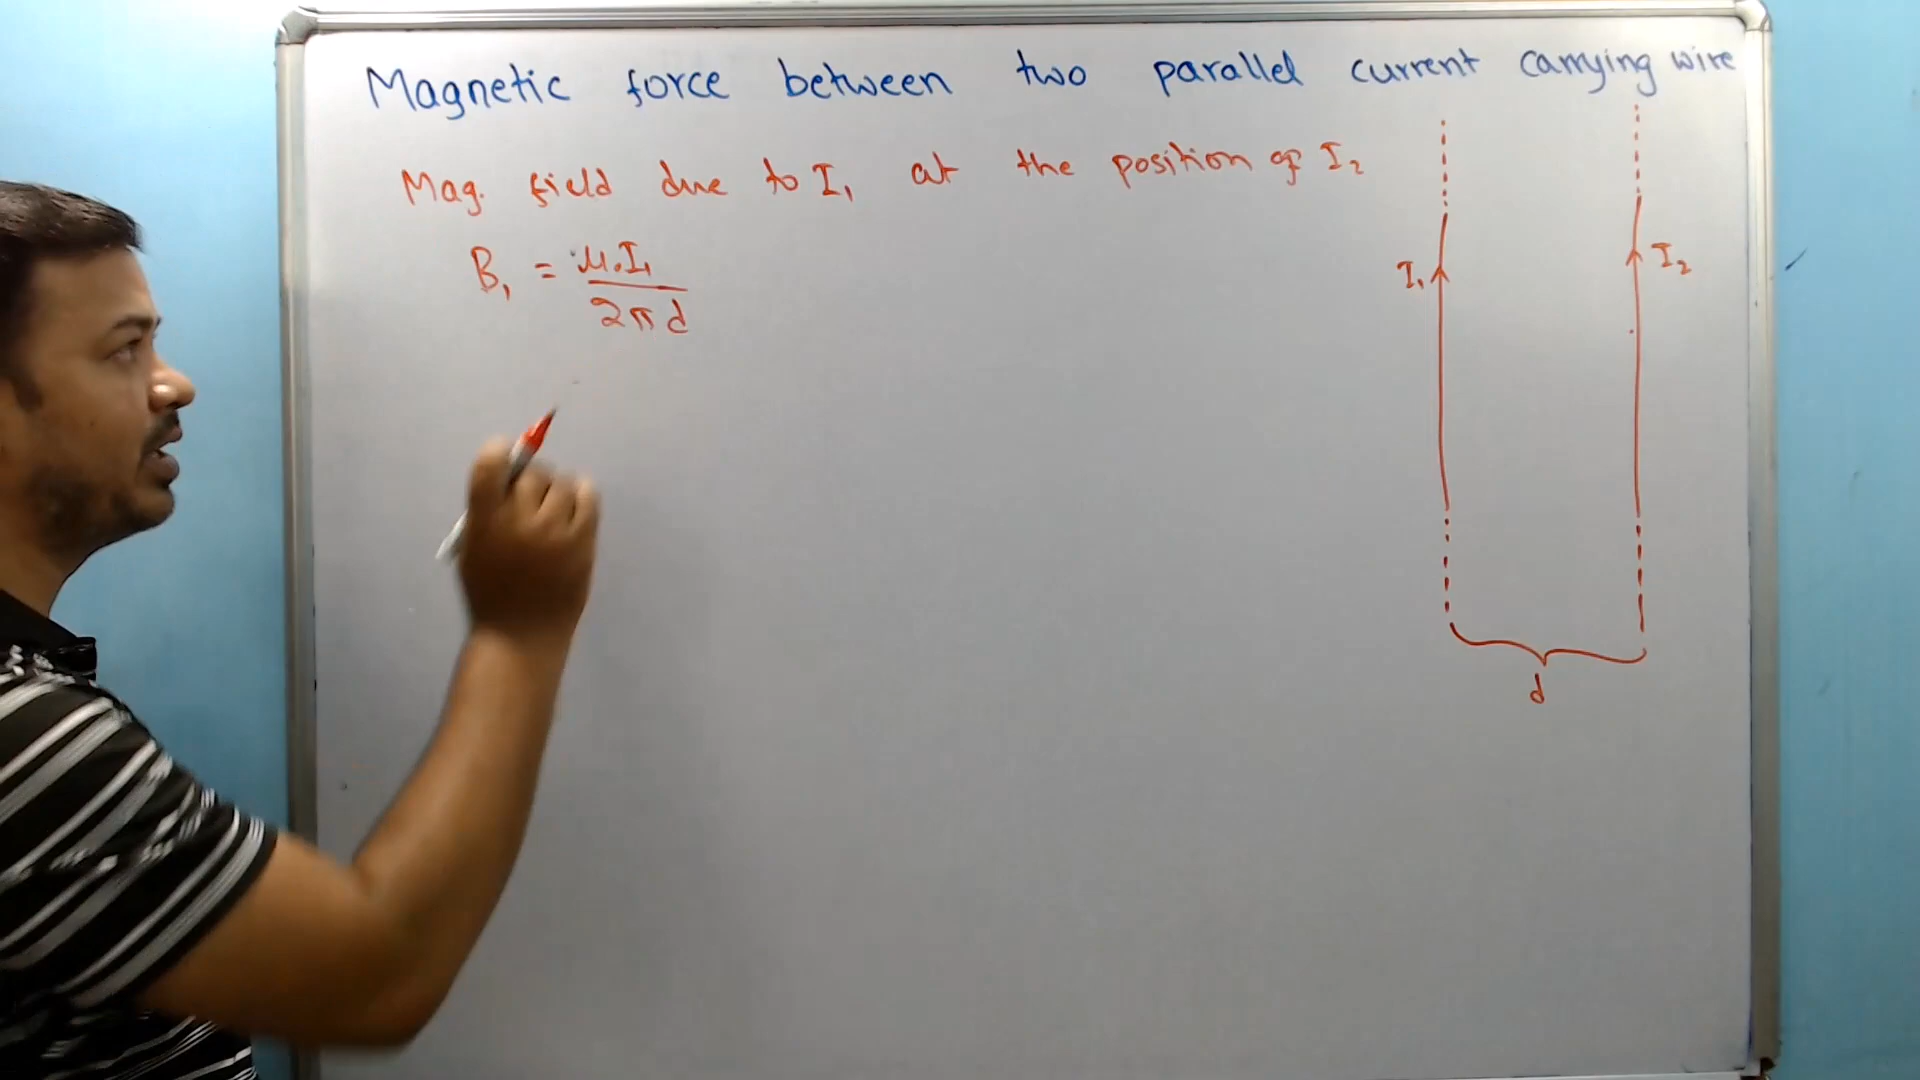 Magnetic force between two parallel current carrying wire
Mag. field due to I₁ at the position of I₂
B₁ = μ₀I₁
2πd
I₁
I₂
d